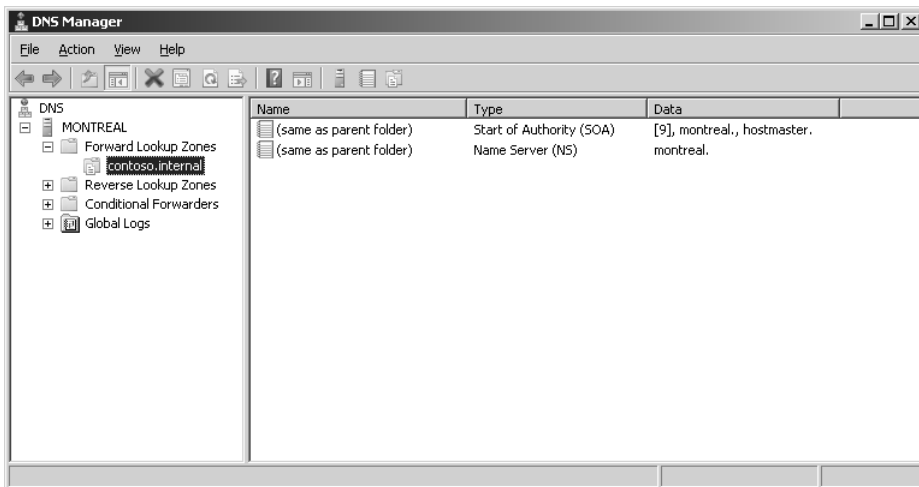 DNS Manager
File Action View Help
DNS
MONTREAL
Forward Lookup Zones
contoso.internal
Reverse Lookup Zones
Conditional Forwarders
Global Logs
Name Type Data
(same as parent folder) Start of Authority (SOA) [9], montreal., hostmaster.
(same as parent folder) Name Server (NS) montreal.